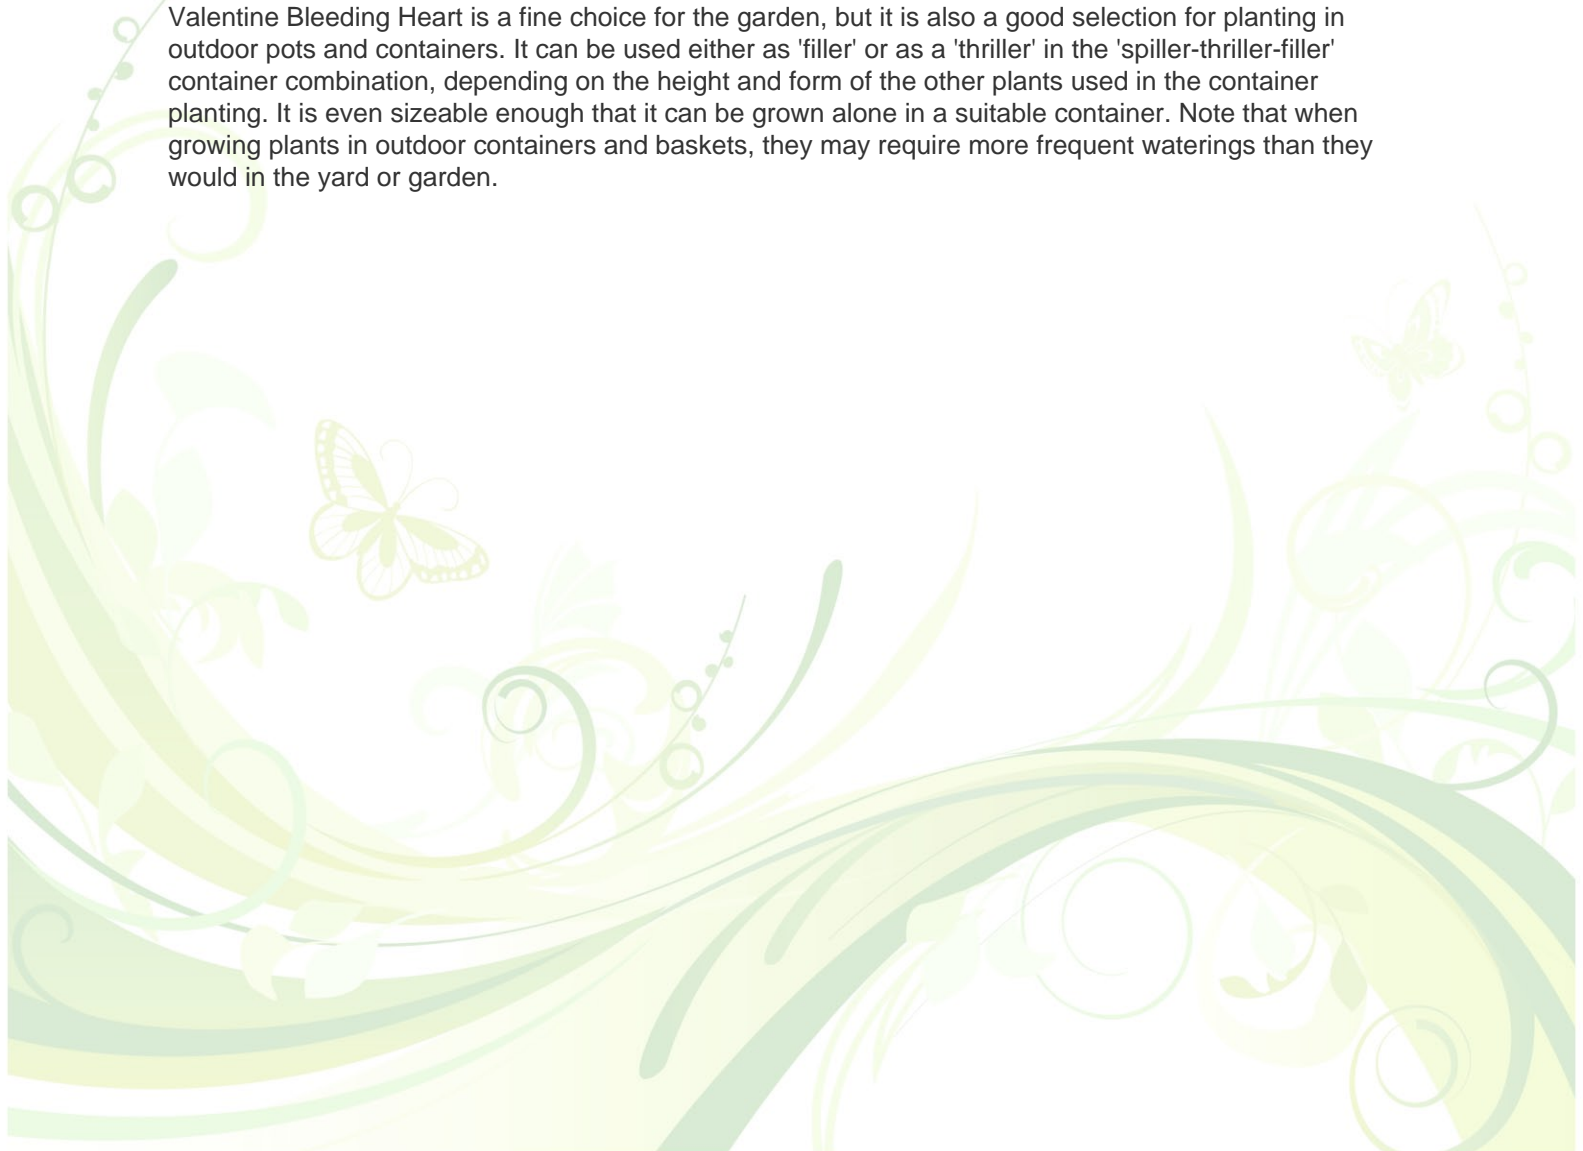 Valentine Bleeding Heart is a fine choice for the garden, but it is also a good selection for planting in
outdoor pots and containers. It can be used either as 'filler' or as a 'thriller' in the 'spiller-thriller-filler'
container combination, depending on the height and form of the other plants used in the container
planting. It is even sizeable enough that it can be grown alone in a suitable container. Note that when
growing plants in outdoor containers and baskets, they may require more frequent waterings than they
would in the yard or garden.